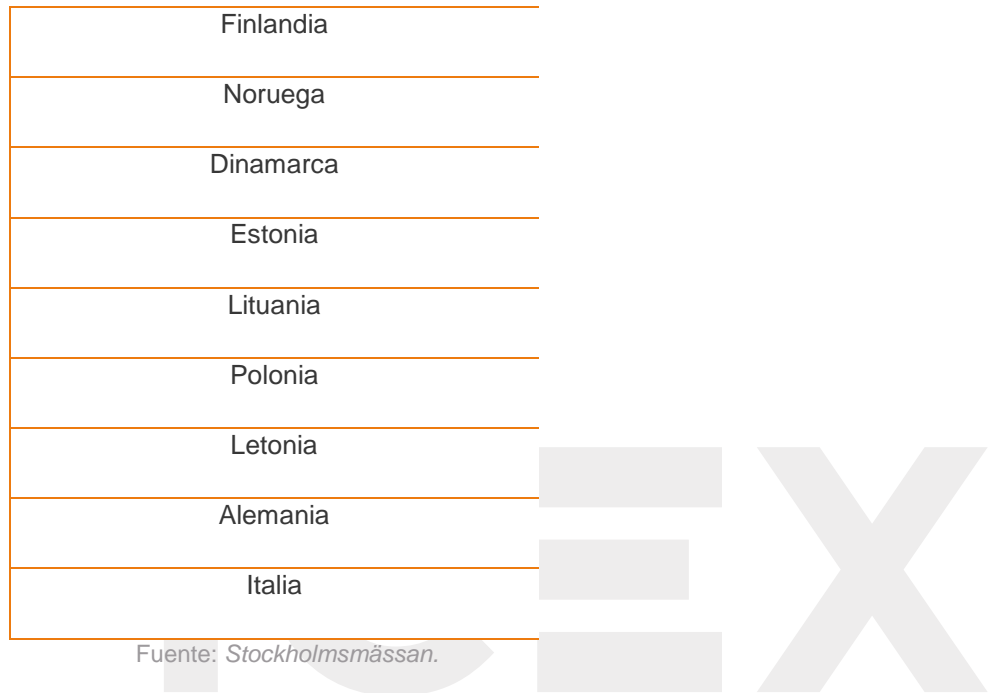 Finlandia
Noruega
Dinamarca
Estonia
Lituania
Polonia
Letonia
Alemania
Italia
Fuente: Stockholmsmässan.